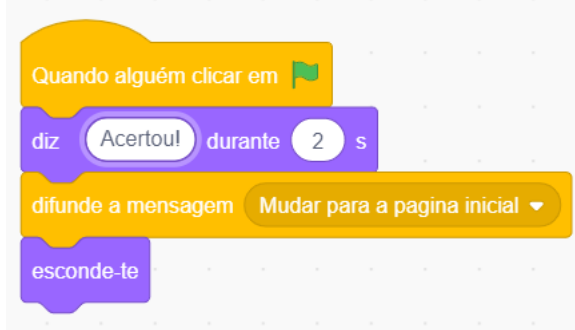 Quando alguém clicar em
diz Acertou! durante 2 s
difunde a mensagem Mudar para a pagina inicial
esconde-te